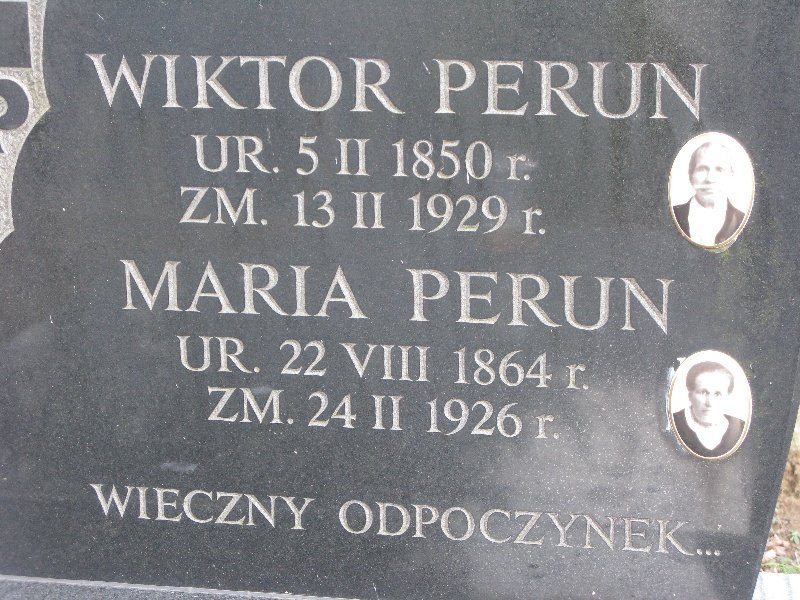 WIKTOR PERUN
UR. 5 II 1850 r.
ZM. 13 II 1929 r.
MARIA PERUN
UR. 22 VIII 1864 r.
ZM. 24 II 1926 r.
WIECZNY ODPOCZYNEK...